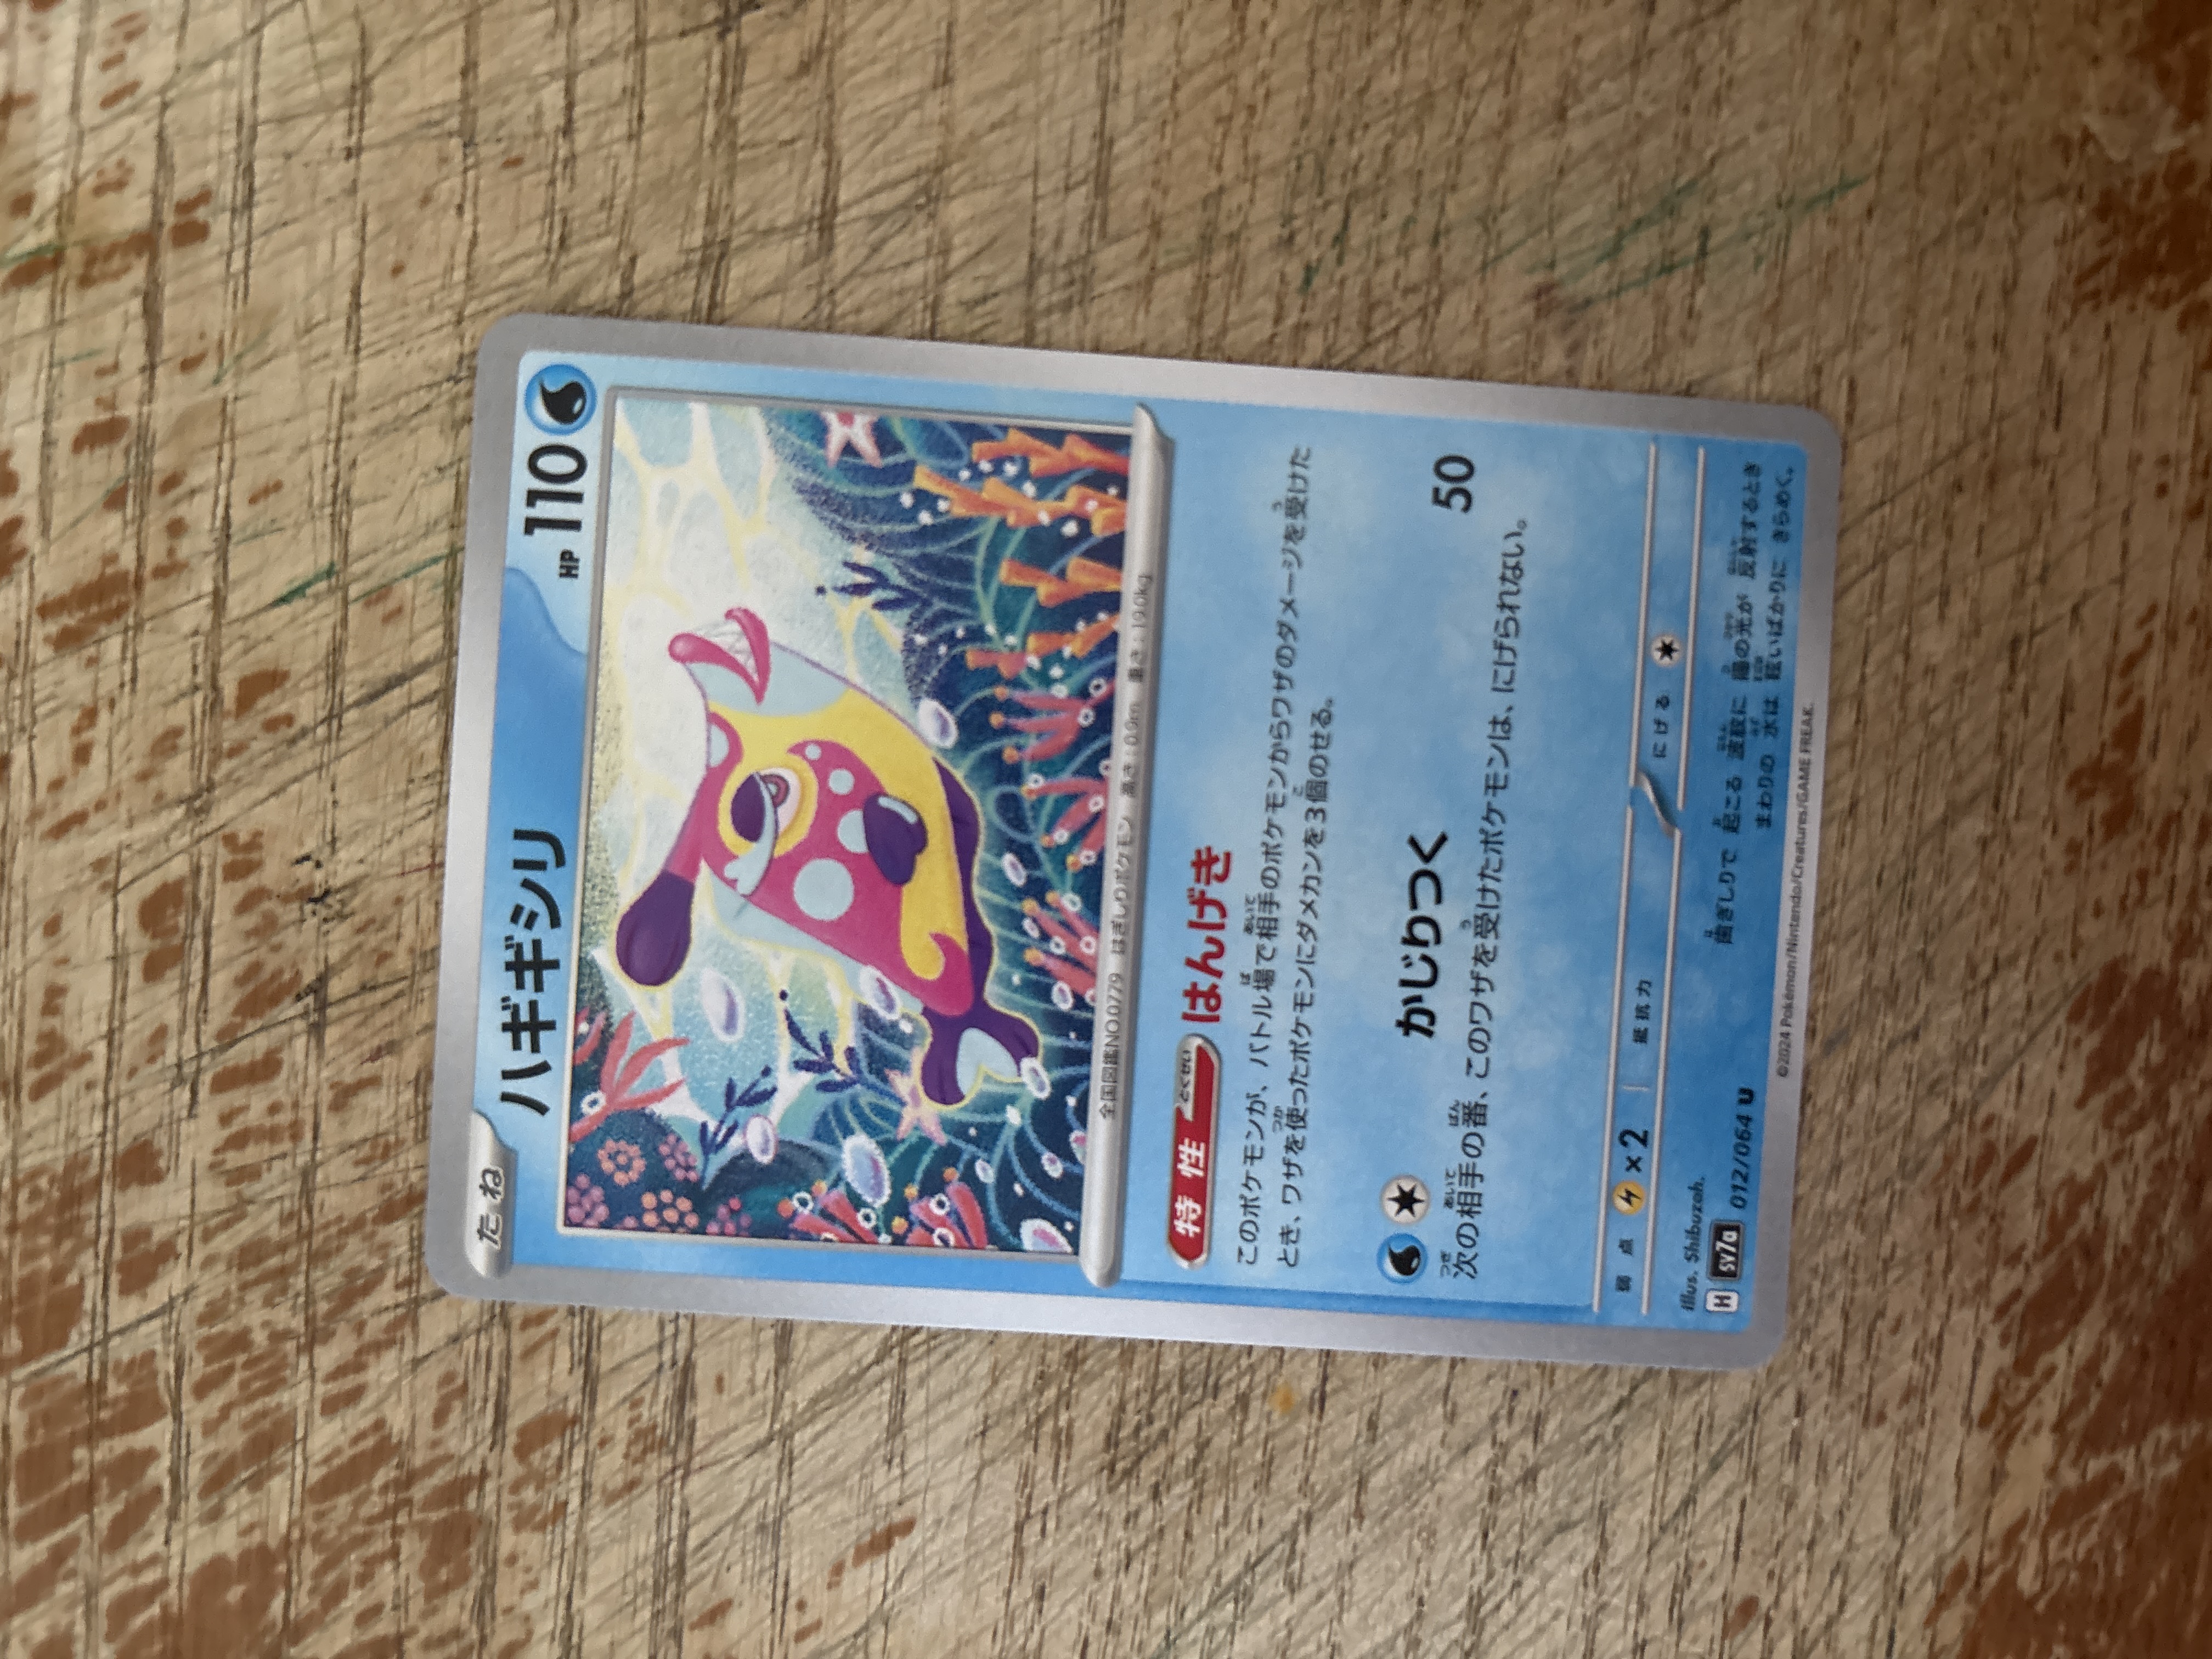 たね
ハギギシリ
HP 110
全国図鑑NO.0779 はぎしりポケモン 高さ:0.9m 重さ:19.0kg
特性 とくせい はんげき
このポケモンが、バトル場で相手のポケモンからワザのダメージを受けた
とき、ワザを使ったポケモンにダメカンを3個のせる。
かじりつく 50
次の相手の番、このワザを受けたポケモンは、にげられない。
弱点 ×2 抵抗力 にげる
Illus. Shibuzoh.
H sv7a 012/064 U
歯ぎしりで 起こる 波紋に 陽の光が 反射するとき
まわりの 水は 眩いばかりに きらめく。
©2024 Pokémon/Nintendo/Creatures/GAME FREAK.